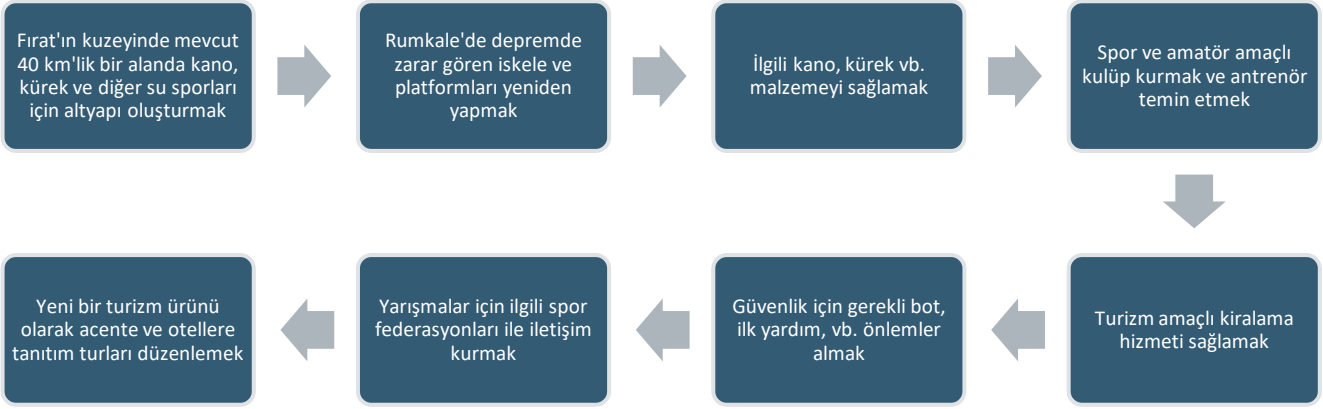 Fırat'ın kuzeyinde mevcut
40 km'lik bir alanda kano,
kürek ve diğer su sporları
için altyapı oluşturmak
Rumkale'de depremde
zarar gören iskele ve
platformları yeniden
yapmak
İlgili kano, kürek vb.
malzemeyi sağlamak
Spor ve amatör amaçlı
kulüp kurmak ve antrenör
temin etmek
Turizm amaçlı kiralama
hizmeti sağlamak
Güvenlik için gerekli bot,
ilk yardım, vb. önlemler
almak
Yarışmalar için ilgili spor
federasyonları ile iletişim
kurmak
Yeni bir turizm ürünü
olarak acente ve otellere
tanıtım turları düzenlemek